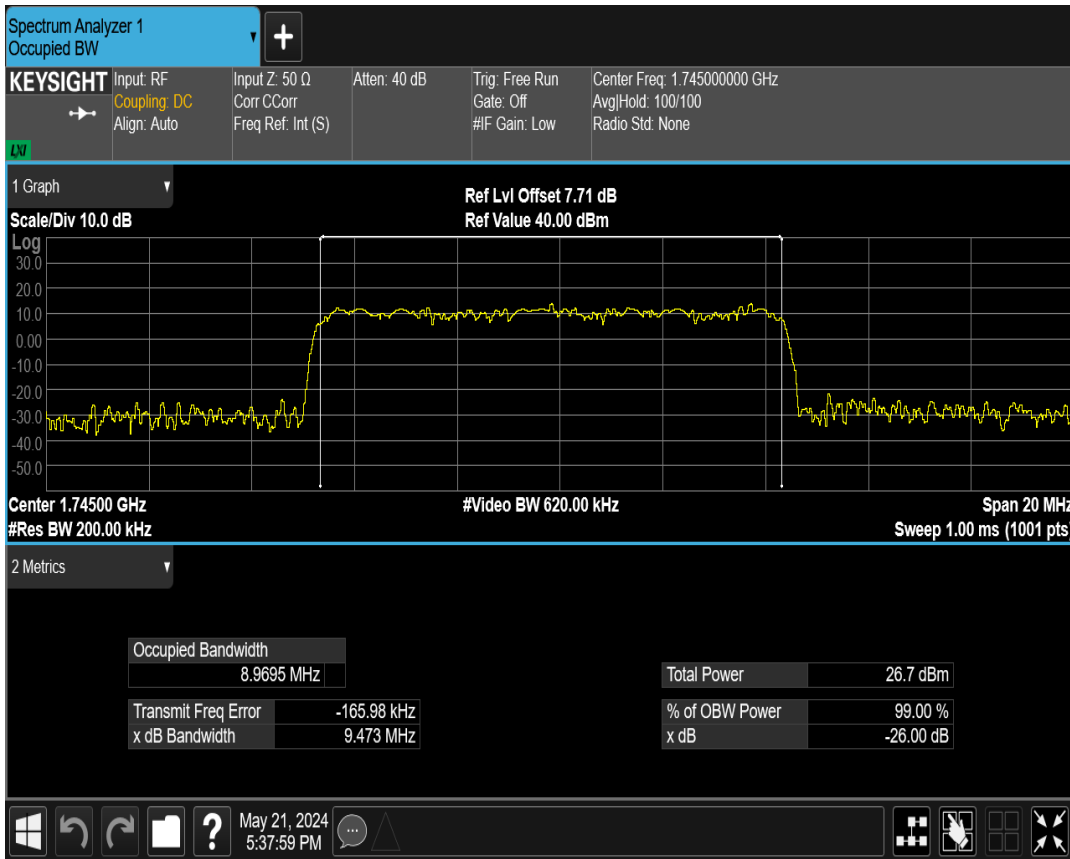 Spectrum Analyzer 1
Occupied BW
KEYSIGHT
LXI
Input: RF
Coupling: DC
Align: Auto
Input Z: 50 Ω
Corr CCorr
Freq Ref: Int (S)
Atten: 40 dB
Trig: Free Run
Gate: Off
#IF Gain: Low
Center Freq: 1.745000000 GHz
Avg|Hold: 100/100
Radio Std: None
1 Graph
Scale/Div 10.0 dB
Ref Lvl Offset 7.71 dB
Ref Value 40.00 dBm
Log
30.0
20.0
10.0
0.00
-10.0
-20.0
-30.0
-40.0
-50.0
Center 1.74500 GHz
#Res BW 200.00 kHz
#Video BW 620.00 kHz
Span 20 MHz
Sweep 1.00 ms (1001 pts)
2 Metrics
Occupied Bandwidth
8.9695 MHz
Transmit Freq Error -165.98 kHz
x dB Bandwidth 9.473 MHz
Total Power 26.7 dBm
% of OBW Power 99.00 %
x dB -26.00 dB
May 21, 2024
5:37:59 PM